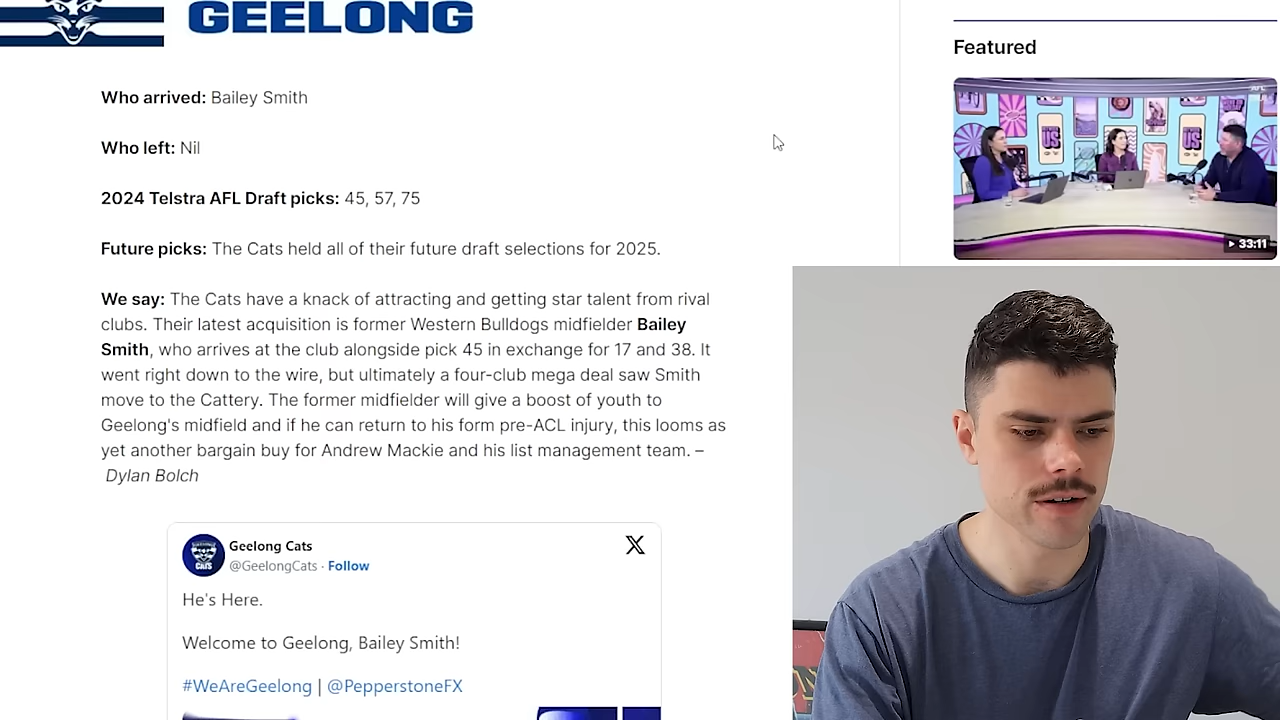 GEELONG
Featured
Who arrived: Bailey Smith
Who left: Nil
2024 Telstra AFL Draft picks: 45, 57, 75
Future picks: The Cats held all of their future draft selections for 2025.
33:11
We say: The Cats have a knack of attracting and getting star talent from rival
clubs. Their latest acquisition is former Western Bulldogs midfielder Bailey
Smith, who arrives at the club alongside pick 45 in exchange for 17 and 38. It
went right down to the wire, but ultimately a four-club mega deal saw Smith
move to the Cattery. The former midfielder will give a boost of youth to
Geelong's midfield and if he can return to his form pre-ACL injury, this looms as
yet another bargain buy for Andrew Mackie and his list management team. –
Dylan Bolch
Geelong Cats
@GeelongCats · Follow
He's Here.
Welcome to Geelong, Bailey Smith!
#WeAreGeelong | @PepperstoneFX